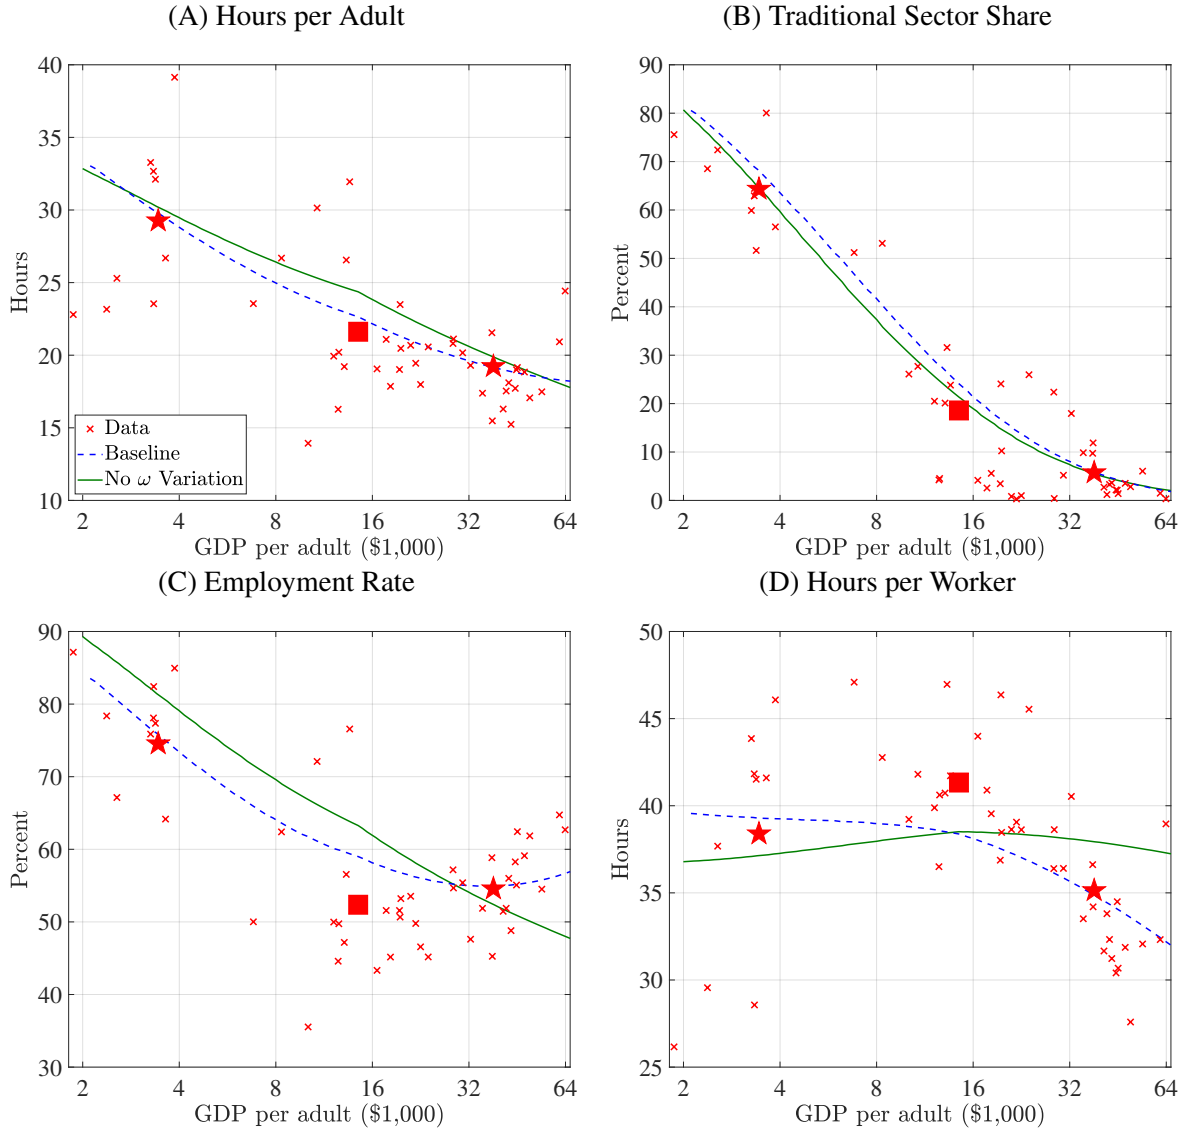 (A) Hours per Adult
(B) Traditional Sector Share
40
35
30
25
20
15
10
Hours
Data
Baseline
No ω Variation
2 4 8 16 32 64
GDP per adult ($1,000)
90
80
70
60
50
40
30
20
10
0
Percent
2 4 8 16 32 64
GDP per adult ($1,000)
(C) Employment Rate
(D) Hours per Worker
90
80
70
60
50
40
30
Percent
2 4 8 16 32 64
GDP per adult ($1,000)
50
45
40
35
30
25
Hours
2 4 8 16 32 64
GDP per adult ($1,000)